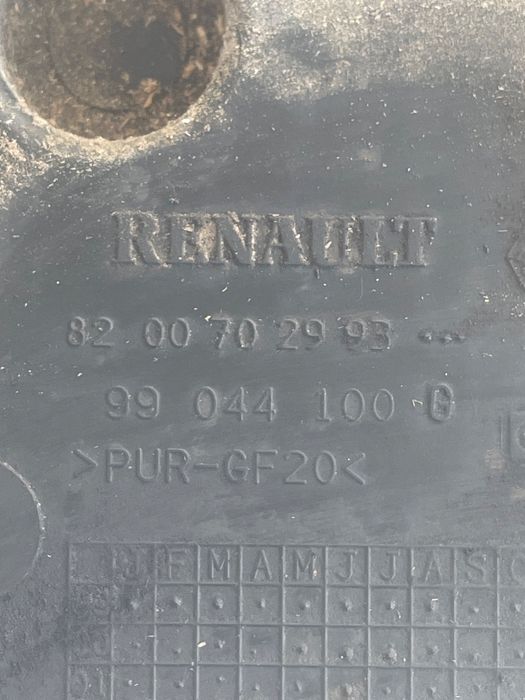 RENAULT
82 00 70 29 93 ...
99 044 100 G
>PUR-GF20<
J F M A M J J A S O